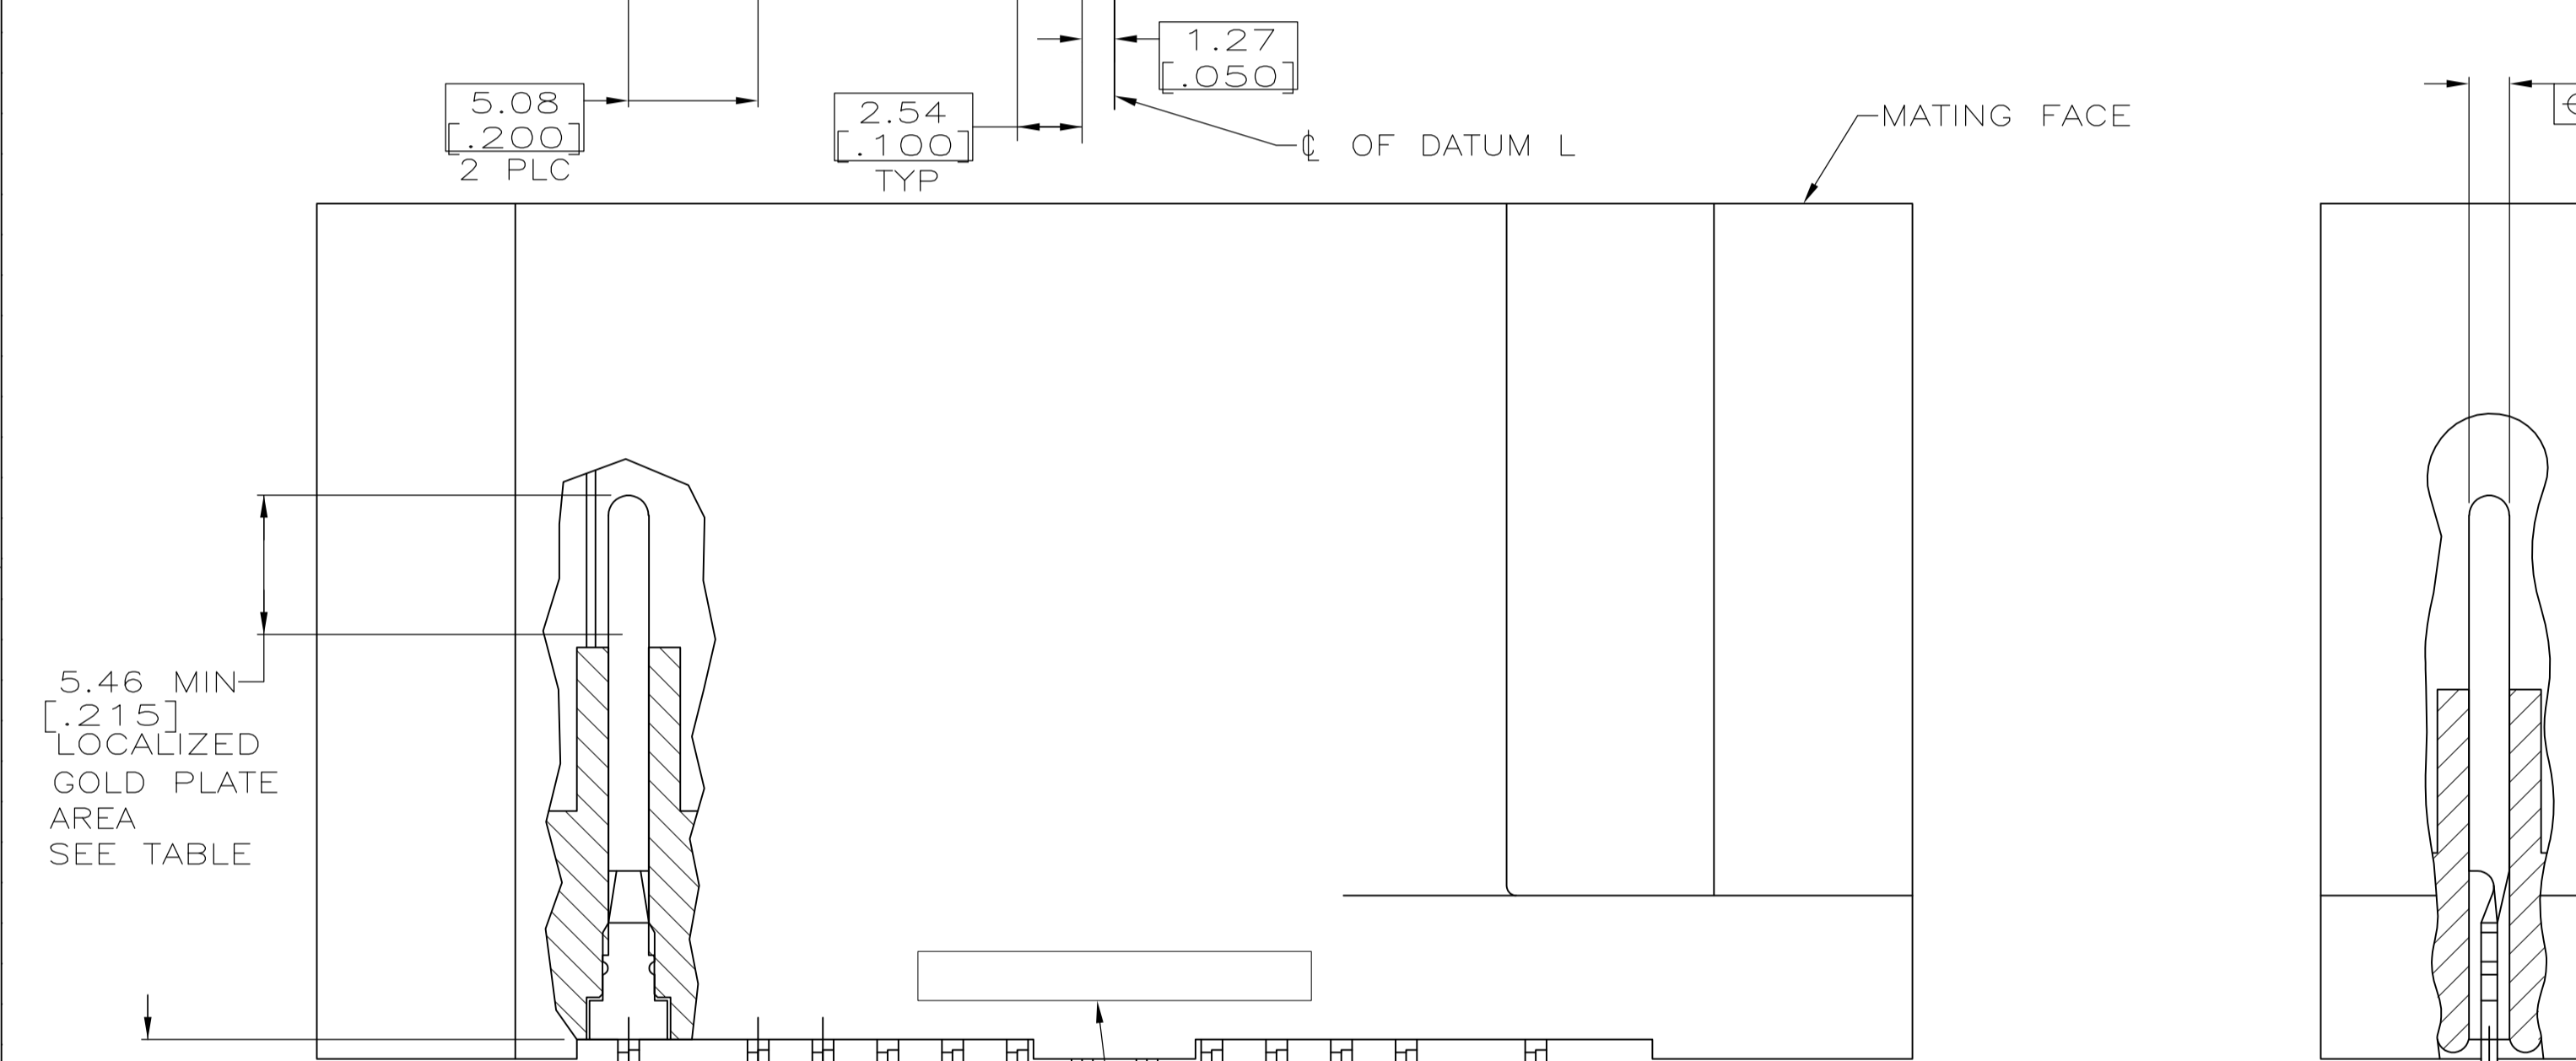 1.27
[.050]
5.08
[.200]
2 PLC
2.54
[.100]
TYP
℄ OF DATUM L
MATING FACE
5.46 MIN
[.215]
LOCALIZED
GOLD PLATE
AREA
SEE TABLE